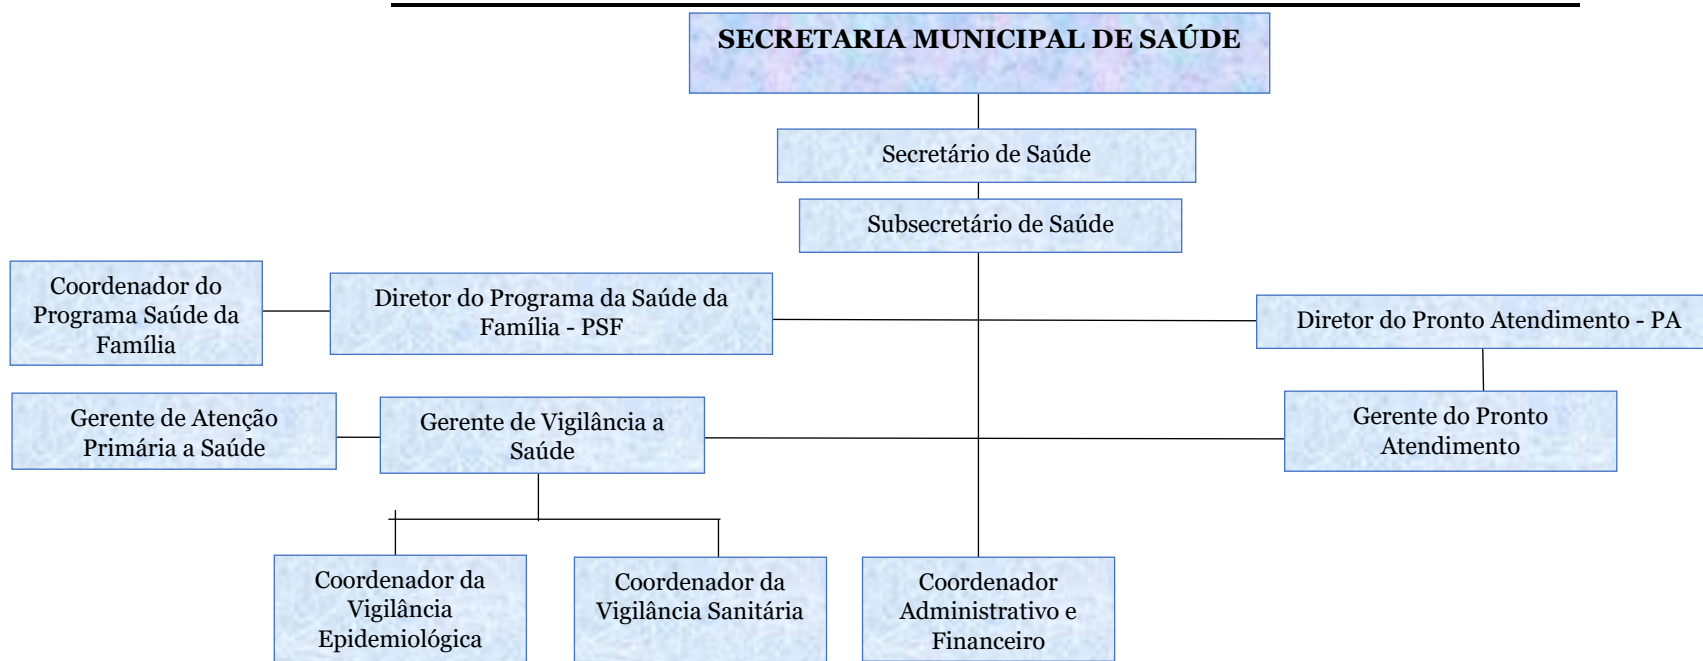 SECRETARIA MUNICIPAL DE SAÚDE
Secretário de Saúde
Subsecretário de Saúde
Coordenador do
Programa Saúde da
Família
Diretor do Programa da Saúde da
Família - PSF
Diretor do Pronto Atendimento - PA
Gerente de Atenção
Primária a Saúde
Gerente de Vigilância a
Saúde
Gerente do Pronto
Atendimento
Coordenador da
Vigilância
Epidemiológica
Coordenador da
Vigilância Sanitária
Coordenador
Administrativo e
Financeiro